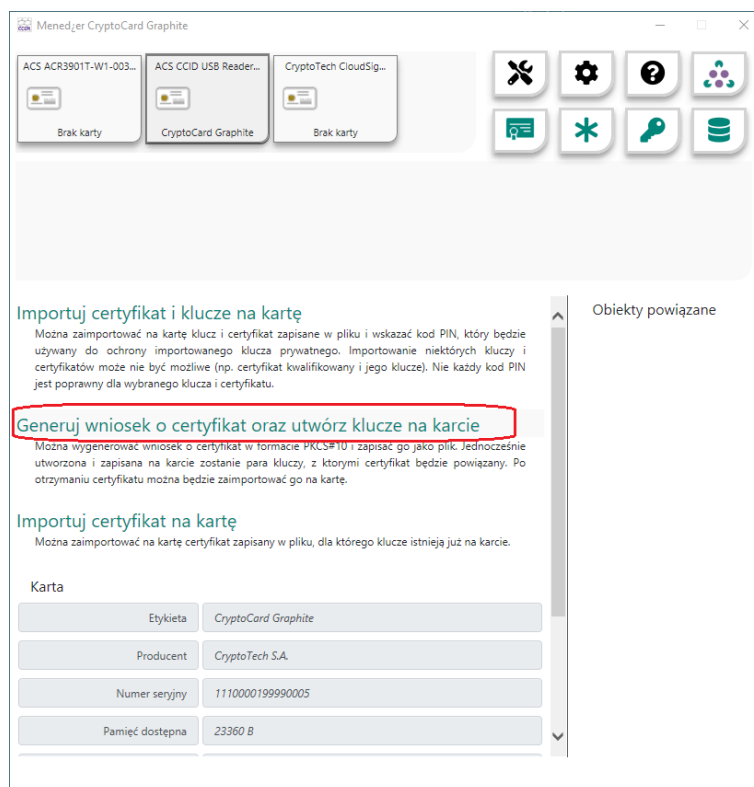 Menedżer CryptoCard Graphite
ACS ACR3901T-W1-003...
ACS CCID USB Reader...
CryptoTech CloudSig...
Brak karty
CryptoCard Graphite
Brak karty
Importuj certyfikat i klucze na kartę
Można zaimportować na kartę klucz i certyfikat zapisane w pliku i wskazać kod PIN, który będzie
używany do ochrony importowanego klucza prywatnego. Importowanie niektórych kluczy i
certyfikatów może nie być możliwe (np. certyfikat kwalifikowany i jego klucze). Nie każdy kod PIN
jest poprawny dla wybranego klucza i certyfikatu.
Generuj wniosek o certyfikat oraz utwórz klucze na karcie
Można wygenerować wniosek o certyfikat w formacie PKCS#10 i zapisać go jako plik. Jednocześnie
utworzona i zapisana na karcie zostanie para kluczy, z ktorymi certyfikat będzie powiązany. Po
otrzymaniu certyfikatu można będzie zaimportować go na kartę.
Importuj certyfikat na kartę
Można zaimportować na kartę certyfikat zapisany w pliku, dla którego klucze istnieją już na karcie.
Karta
Etykieta CryptoCard Graphite
Producent CryptoTech S.A.
Numer seryjny 1110000199990005
Pamięć dostępna 23360 B
Obiekty powiązane